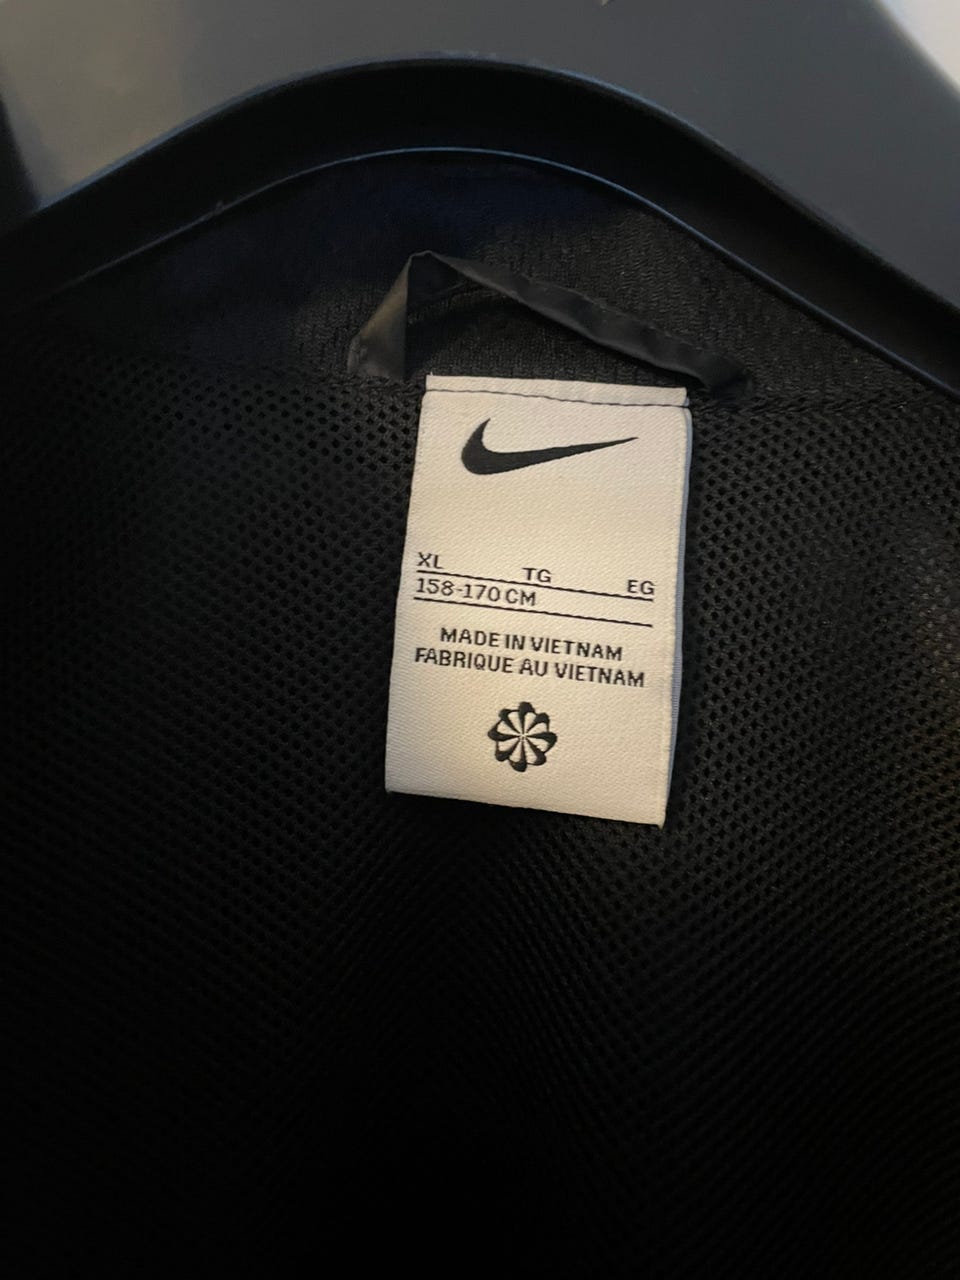 XL TG EG
158-170 CM
MADE IN VIETNAM
FABRIQUE AU VIETNAM